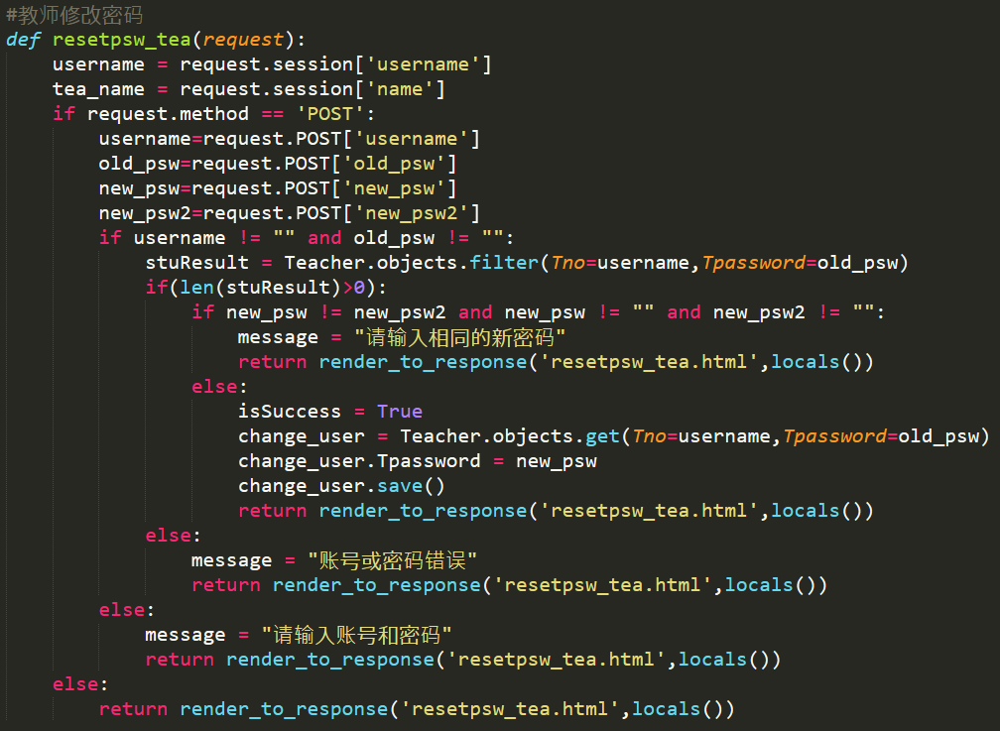 #教师修改密码
def resetpsw_tea(request):
    username = request.session['username']
    tea_name = request.session['name']
    if request.method == 'POST':
        username=request.POST['username']
        old_psw=request.POST['old_psw']
        new_psw=request.POST['new_psw']
        new_psw2=request.POST['new_psw2']
        if username != "" and old_psw != "":
            stuResult = Teacher.objects.filter(Tno=username,Tpassword=old_psw)
            if(len(stuResult)>0):
                if new_psw != new_psw2 and new_psw != "" and new_psw2 != "":
                    message = "请输入相同的新密码"
                    return render_to_response('resetpsw_tea.html',locals())
                else:
                    isSuccess = True
                    change_user = Teacher.objects.get(Tno=username,Tpassword=old_psw)
                    change_user.Tpassword = new_psw
                    change_user.save()
                    return render_to_response('resetpsw_tea.html',locals())
            else:
                message = "账号或密码错误"
                return render_to_response('resetpsw_tea.html',locals())
        else:
            message = "请输入账号和密码"
            return render_to_response('resetpsw_tea.html',locals())
    else:
        return render_to_response('resetpsw_tea.html',locals())